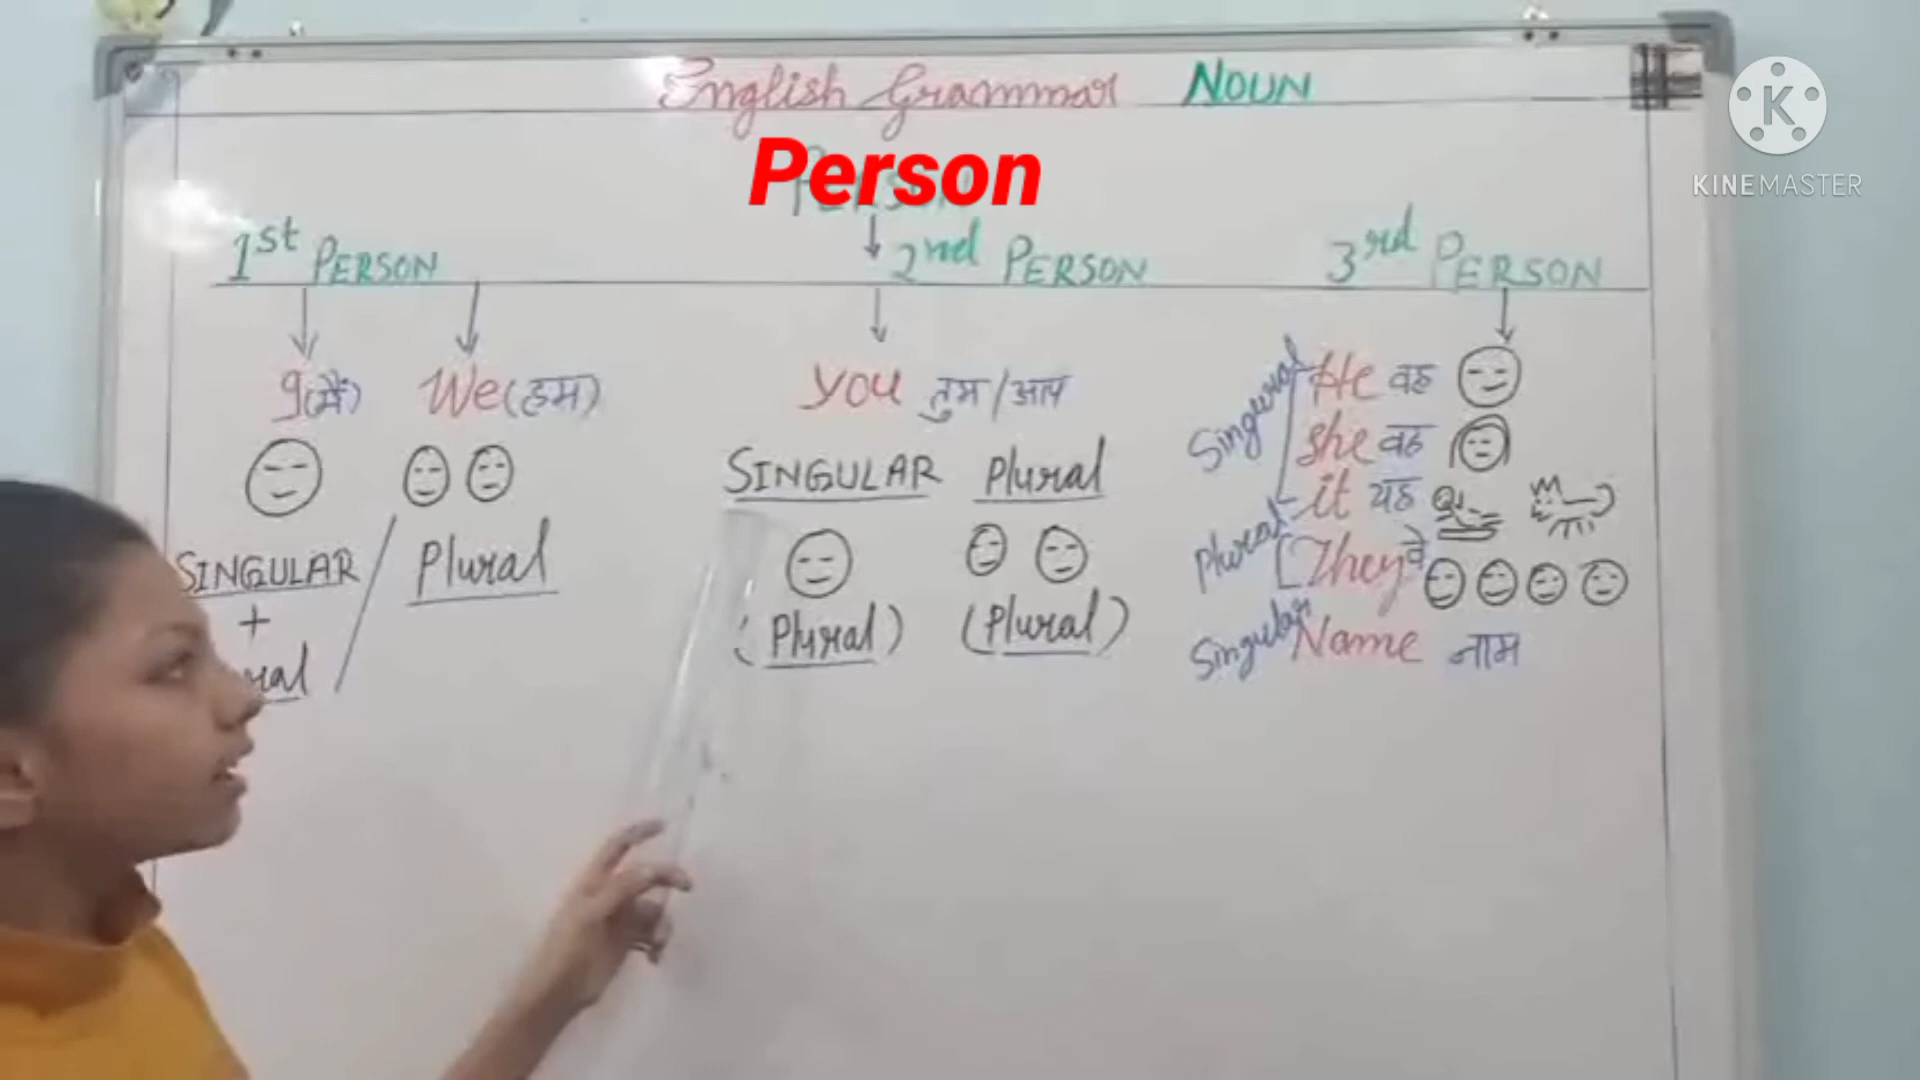 English Grammar NOUN
Person
1st PERSON
2nd PERSON
3rd PERSON
I (मैं) We (हम)
SINGULAR / Plural
+
you तुम/आप
SINGULAR Plural
(Plural) (Plural)
Singural
He वह
she वह
it यह
Plural
[They वे
Singular Name नाम
K
KINEMASTER